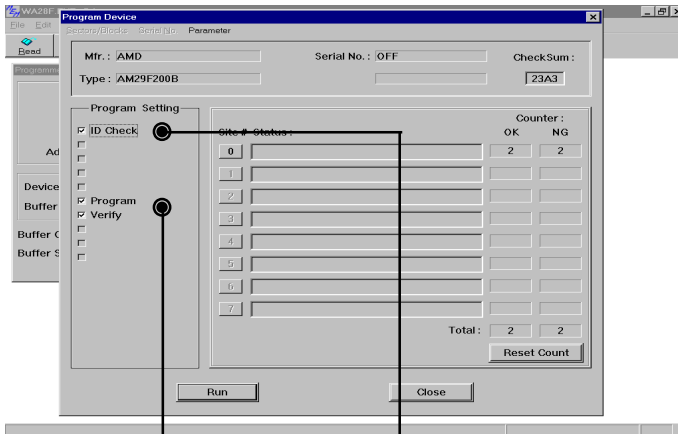 WA28F
File Edit
Read
Programm
Ad
Device
Buffer
Buffer C
Buffer S
Program Device
Sectors/Blocks Serial No. Parameter
Mfr. : AMD
Serial No. : OFF
CheckSum :
Type : AM29F200B
23A3
Program Setting
ID Check
Program
Verify
Counter :
Site # Status : OK NG
0 2 2
1
2
3
4
5
6
7
Total : 2 2
Reset Count
Run
Close